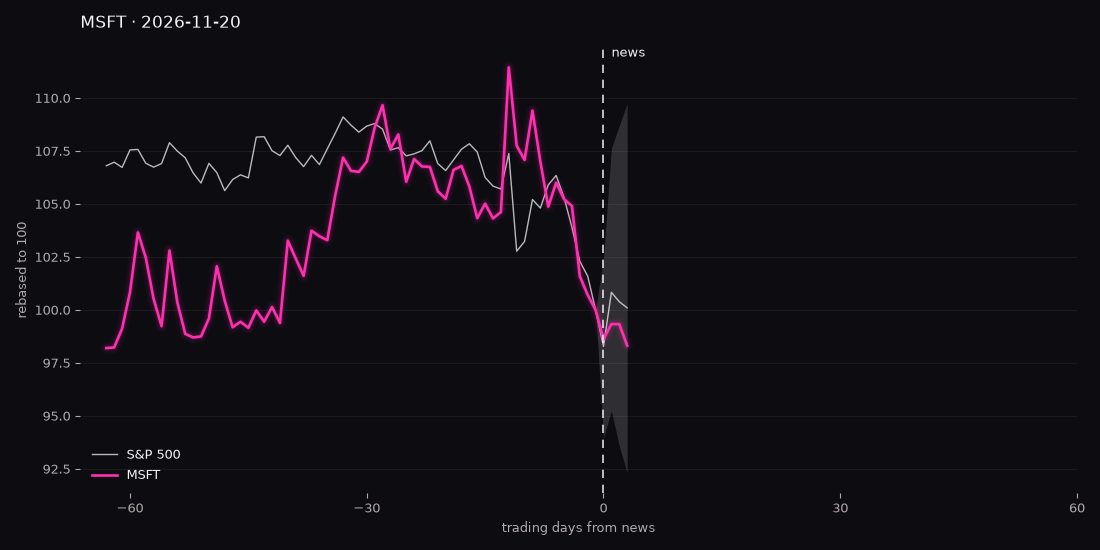 MSFT · 2026-11-20
news
110.0
107.5
105.0
102.5
100.0
97.5
95.0
92.5
rebased to 100
S&P 500
MSFT
−60
−30
0
30
60
trading days from news